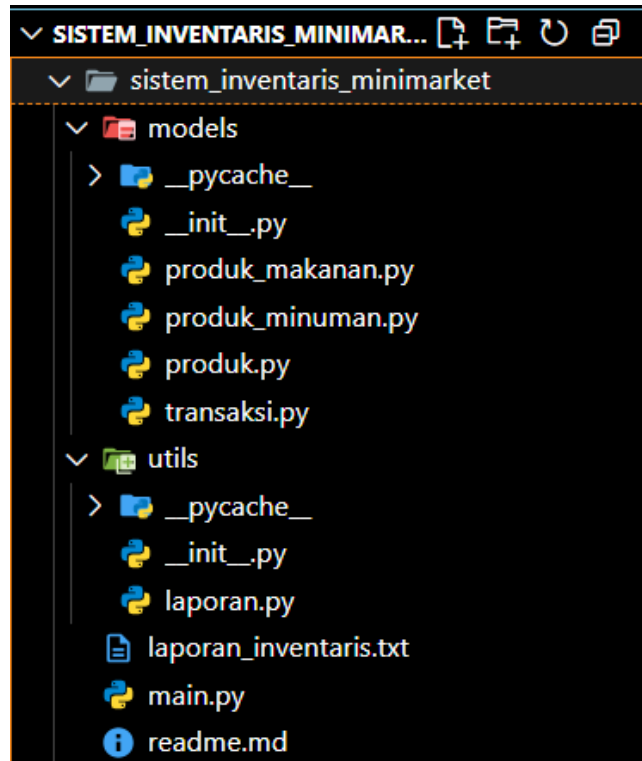 SISTEM_INVENTARIS_MINIMAR...
sistem_inventaris_minimarket
models
__pycache__
__init__.py
produk_makanan.py
produk_minuman.py
produk.py
transaksi.py
utils
__pycache__
__init__.py
laporan.py
laporan_inventaris.txt
main.py
readme.md